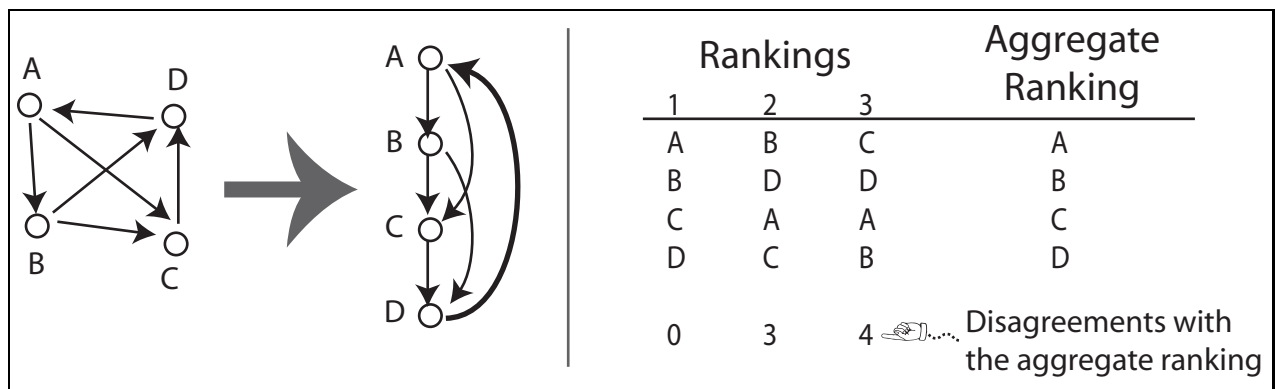 A
D
B
C
A
B
C
D
Rankings
Aggregate
Ranking
1 2 3
A B C A
B D D B
C A A C
D C B D
0 3 4 Disagreements with
the aggregate ranking